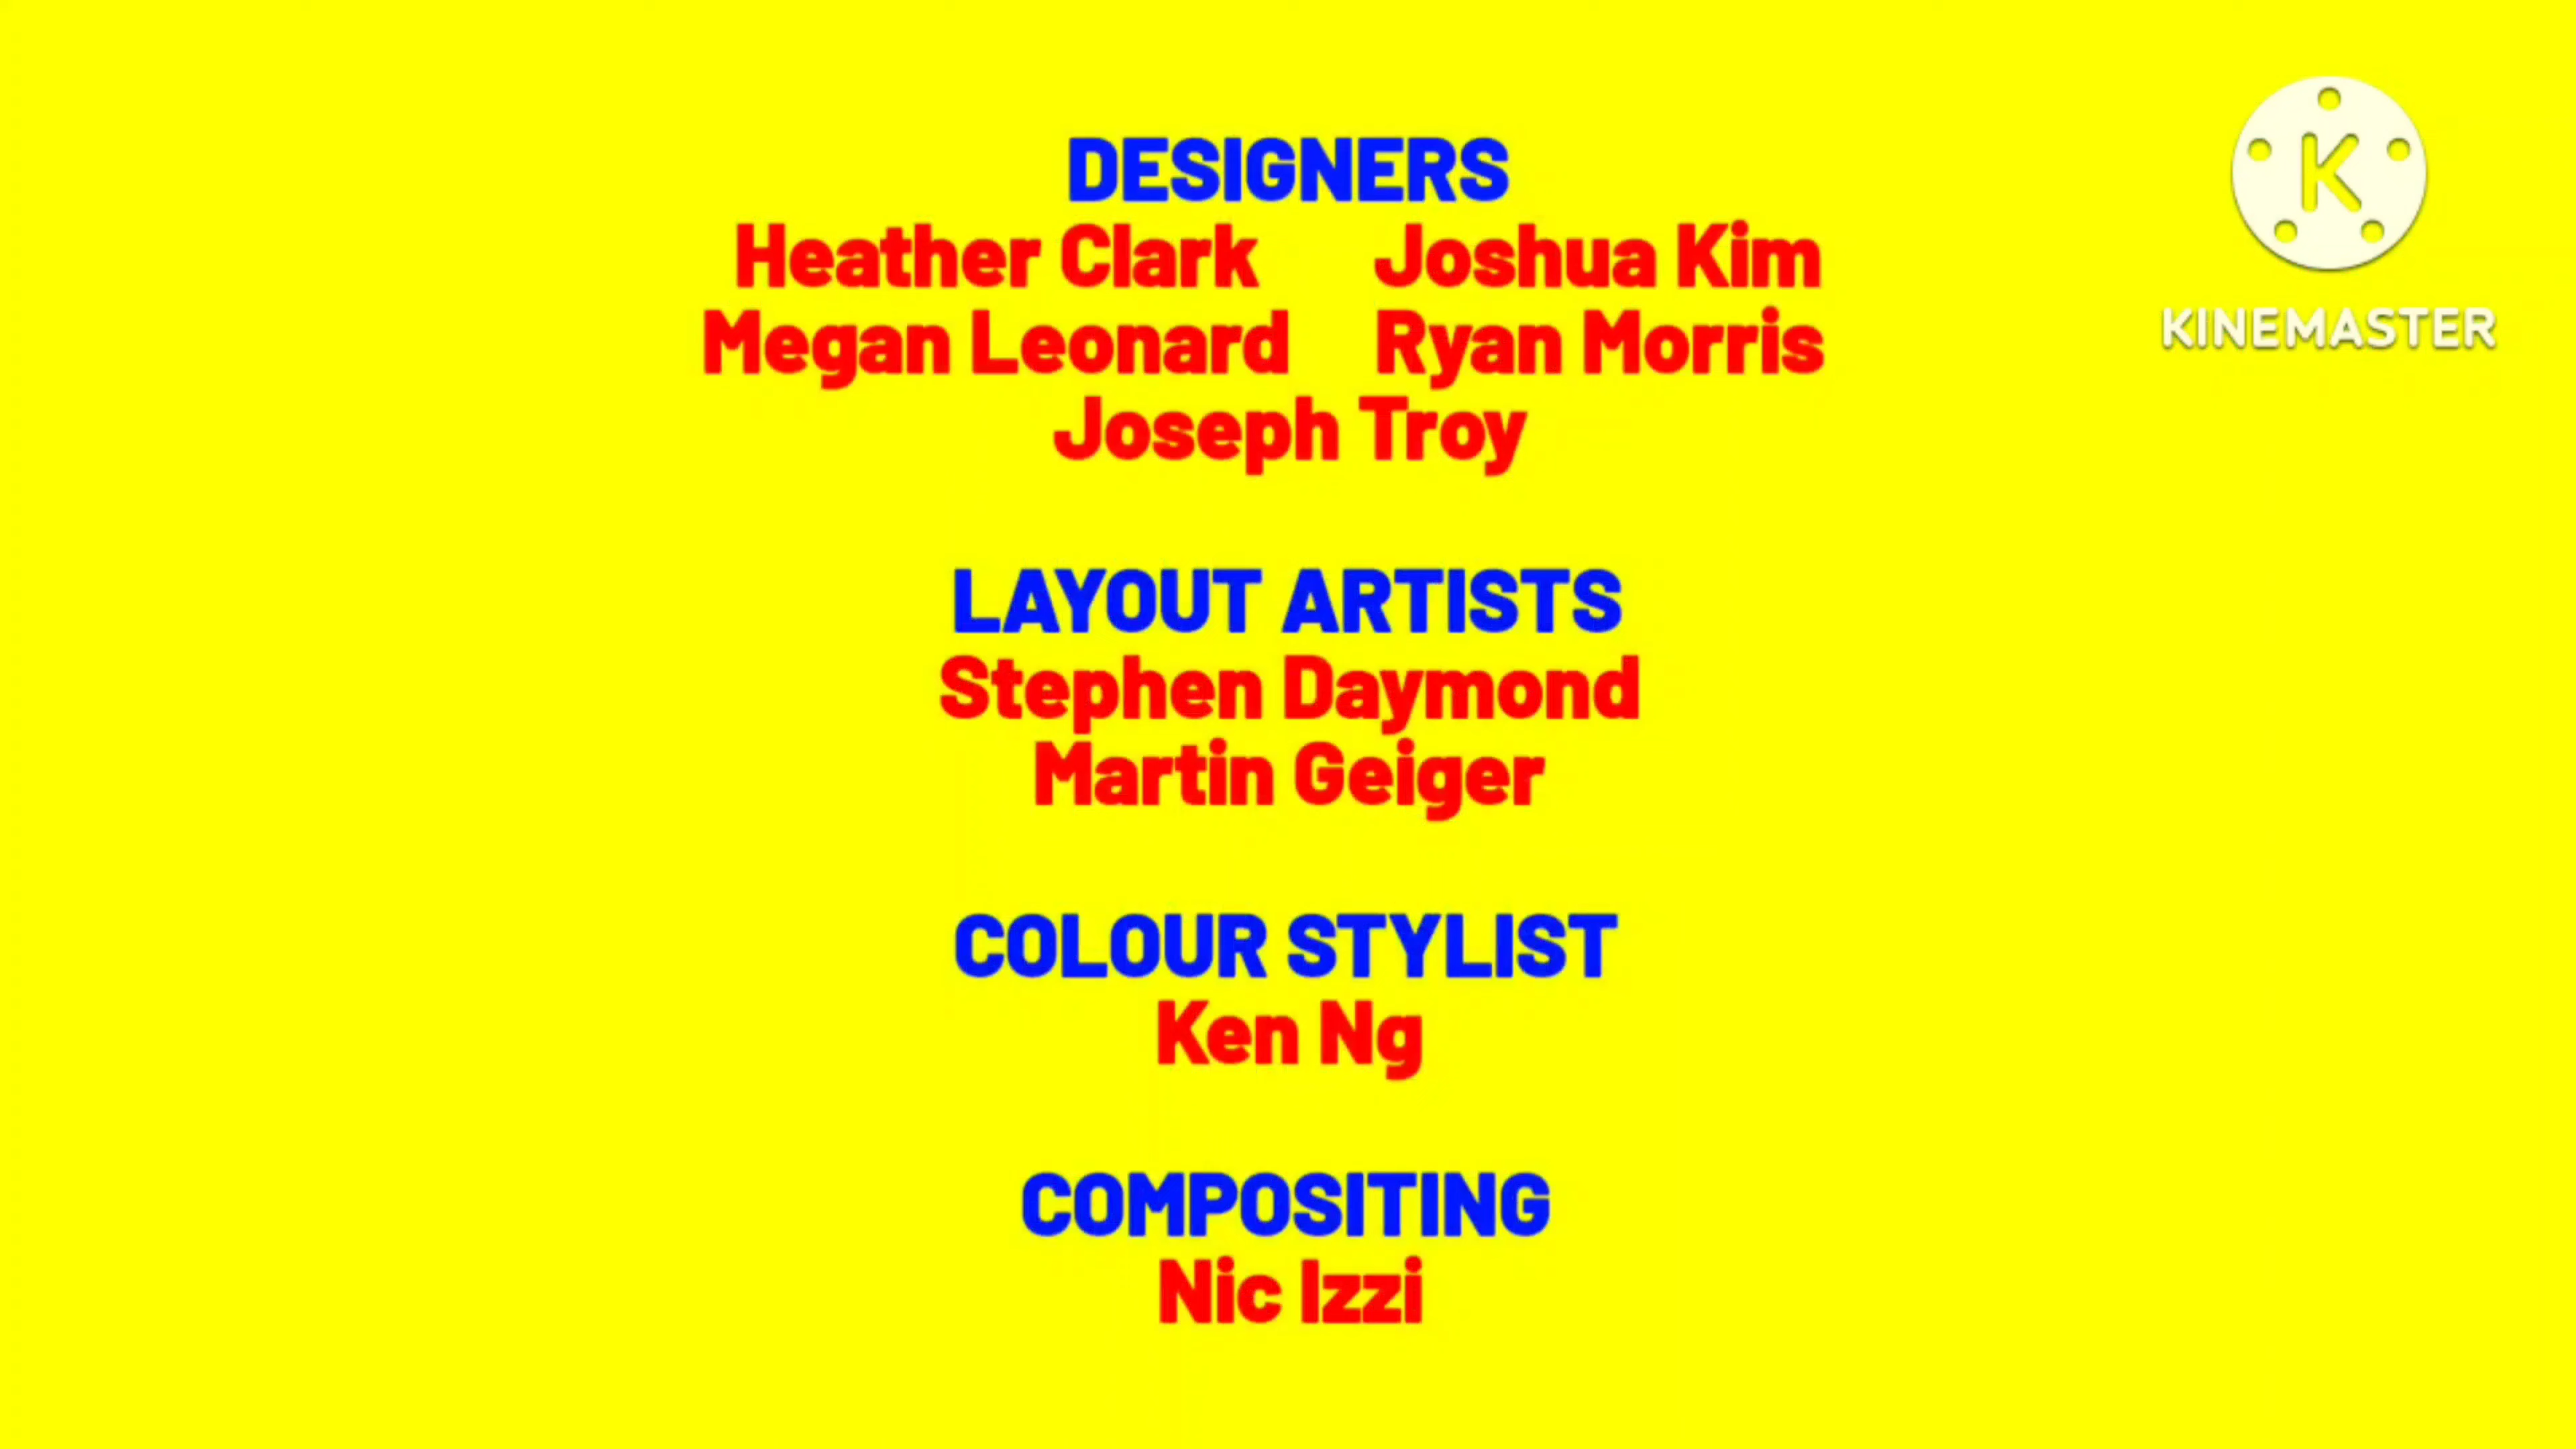 DESIGNERS
Heather Clark Joshua Kim
Megan Leonard Ryan Morris
Joseph Troy
LAYOUT ARTISTS
Stephen Daymond
Martin Geiger
COLOUR STYLIST
Ken Ng
COMPOSITING
Nic Izzi
K
KINEMASTER